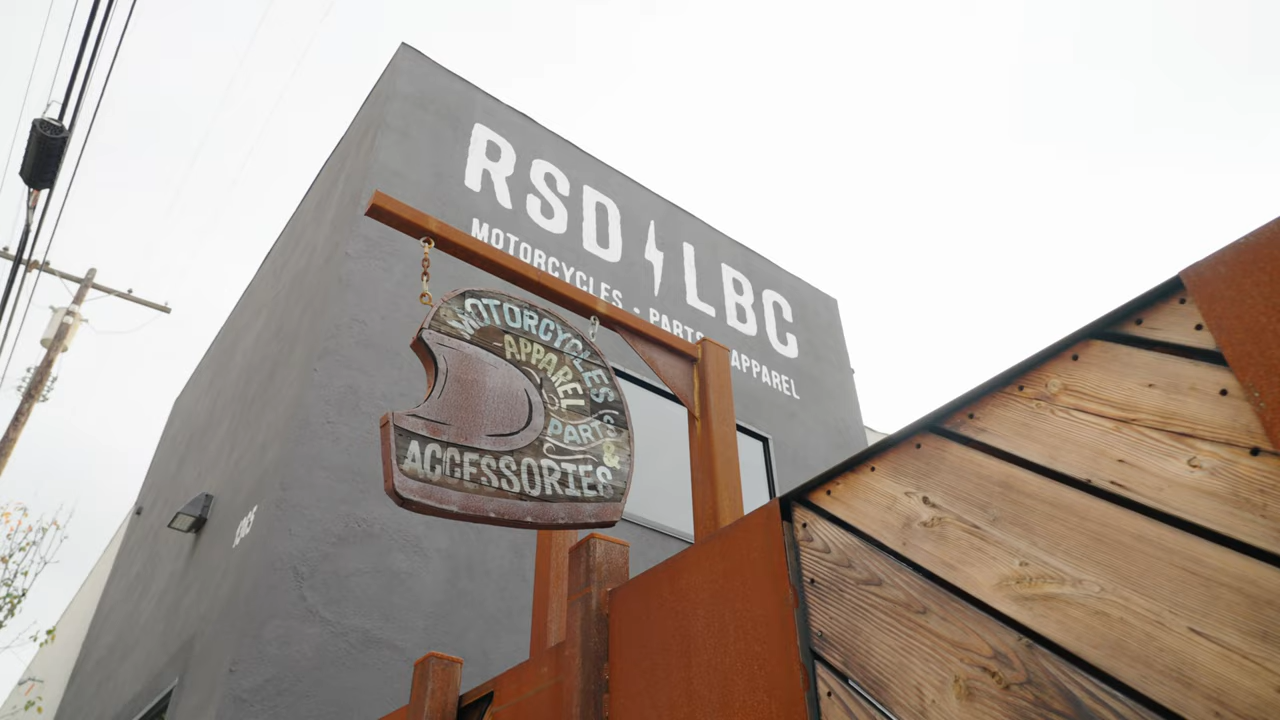 RSD LBC
MOTORCYCLES • PARTS APPAREL
MOTORCYCLES
APPAREL
PARTS &
ACCESSORIES